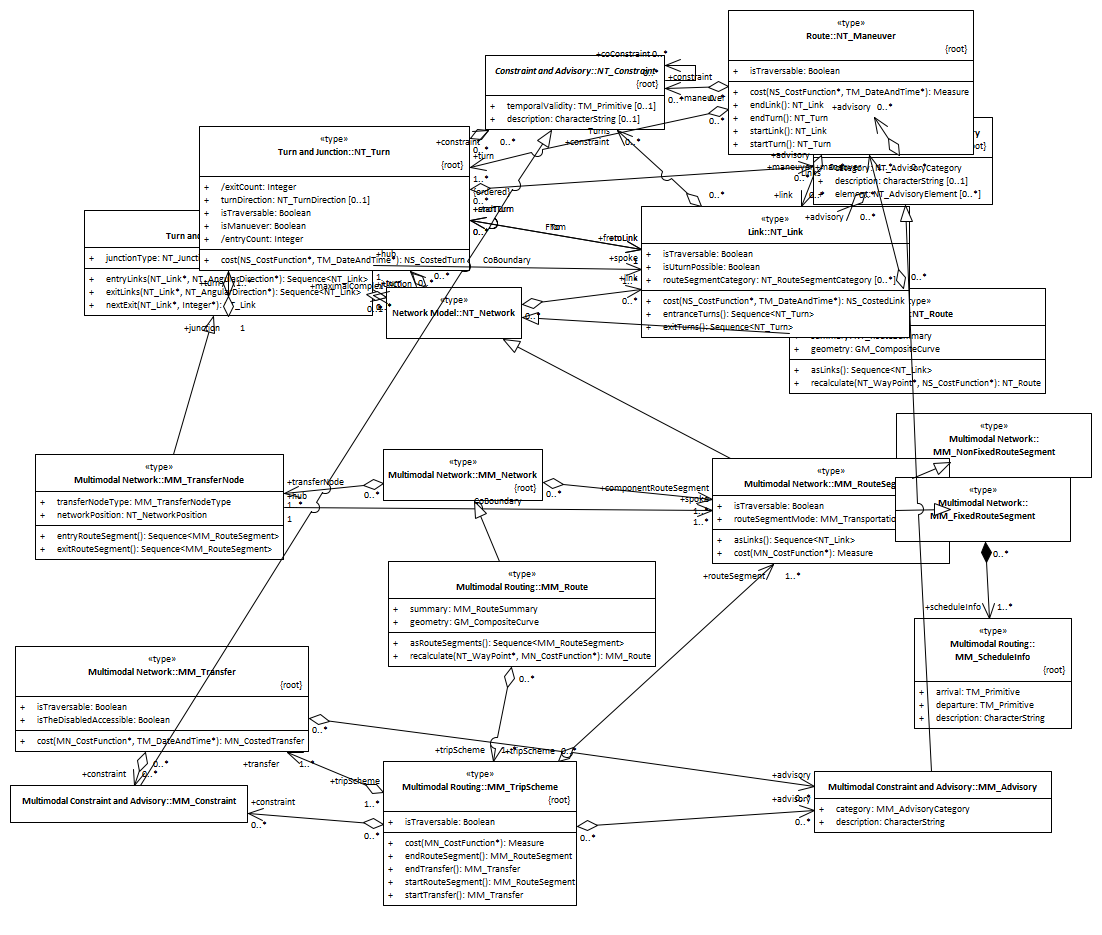 «type»
Route::NT_Maneuver
{root}
+ isTraversable: Boolean
+ cost(NS_CostFunction*, TM_DateAndTime*): Measure
+ endLink(): NT_Link
+ endTurn(): NT_Turn
+ startLink(): NT_Link
+ startTurn(): NT_Turn
+advisory 0..*
+coConstraint 0..*
Constraint and Advisory::NT_Constraint
{root}
+ temporalValidity: TM_Primitive [0..1]
+ description: CharacterString [0..1]
+constraint
0..*
+maneuver
0..*
Turns
+constraint
0..*
+constraint
0..*
+turn
1..*
«type»
Turn and Junction::NT_Turn
{root}
+ /exitCount: Integer
+ turnDirection: NT_TurnDirection [0..1]
+ isTraversable: Boolean
+ isManuever: Boolean
+ /entryCount: Integer
+ cost(NS_CostFunction*, TM_DateAndTime*): NS_CostedTurn
{ordered}
0..*
0..*
+advisory
0..*
category: NT_AdvisoryCategory
+ description: CharacterString [0..1]
+ element: NT_AdvisoryElement [0..*]
+link
+advisory
0..*
0..*
Turn and
+ junctionType: NT_Junct
+ entryLinks(NT_Link*, NT_AngularDirection*): Sequence<NT_Link>
+ exitLinks(NT_Link*, NT_AngularDirection*): Sequence<NT_Link>
+ nextExit(NT_Link*, Integer*): NT_Link
+hub
1
CoBoundary
+spoke
0..*
+junction
1
«type»
Network Model::NT_Network
0..*
0..*
0..*
«type»
Link::NT_Link
+ isTraversable: Boolean
+ isUturnPossible: Boolean
+ routeSegmentCategory: NT_RouteSegmentCategory [0..*]
+ cost(NS_CostFunction*, TM_DateAndTime*): NS_CostedLink
+ entranceTurns(): Sequence<NT_Turn>
+ exitTurns(): Sequence<NT_Turn>
0..*
type»
:NT_Route
+ geometry: GM_CompositeCurve
+ asLinks(): Sequence<NT_Link>
+ recalculate(NT_WayPoint*, NS_CostFunction*): NT_Route
«type»
Multimodal Network::
MM_NonFixedRouteSegment
«type»
Multimodal Network::MM_TransferNode
+ transferNodeType: MM_TransferNodeType
+ networkPosition: NT_NetworkPosition
+ entryRouteSegment(): Sequence<MM_RouteSegment>
+ exitRouteSegment(): Sequence<MM_RouteSegment>
+transferNode
+hub
1..*
1
0..*
«type»
Multimodal Network::MM_Network
{root}
0..*
CoBoundary
+componentRouteSegment
+spoke
1..*
1..*
«type»
Multimodal Network::MM_RouteSeg
+ isTraversable: Boolean
+ routeSegmentMode: MM_Transportatio
+ asLinks(): Sequence<NT_Link>
+ cost(MN_CostFunction*): Measure
«type»
Multimodal Network::
MM_FixedRouteSegment
0..*
+scheduleInfo
1..*
+routeSegment
1..*
«type»
Multimodal Routing::MM_Route
+ summary: MM_RouteSummary
+ geometry: GM_CompositeCurve
+ asRouteSegments(): Sequence<MM_RouteSegment>
+ recalculate(NT_WayPoint*, MN_CostFunction*): MM_Route
0..*
«type»
Multimodal Routing::
MM_ScheduleInfo
{root}
+ arrival: TM_Primitive
+ departure: TM_Primitive
+ description: CharacterString
«type»
Multimodal Network::MM_Transfer
{root}
+ isTraversable: Boolean
+ isTheDisabledAccessible: Boolean
+ cost(MN_CostFunction*, TM_DateAndTime*): MN_CostedTransfer
0..*
+tripScheme
+tripScheme
0..*
+constraint
0..*
0..*
+transfer
1..*
+tripScheme
1..*
Multimodal Constraint and Advisory::MM_Constraint
+constraint
0..*
0..*
«type»
Multimodal Routing::MM_TripScheme
{root}
+ isTraversable: Boolean
+ cost(MN_CostFunction*): Measure
+ endRouteSegment(): MM_RouteSegment
+ endTransfer(): MM_Transfer
+ startRouteSegment(): MM_RouteSegment
+ startTransfer(): MM_Transfer
0..*
+advisory
+advisory
0..*
0..*
Multimodal Constraint and Advisory::MM_Advisory
+ category: MM_AdvisoryCategory
+ description: CharacterString